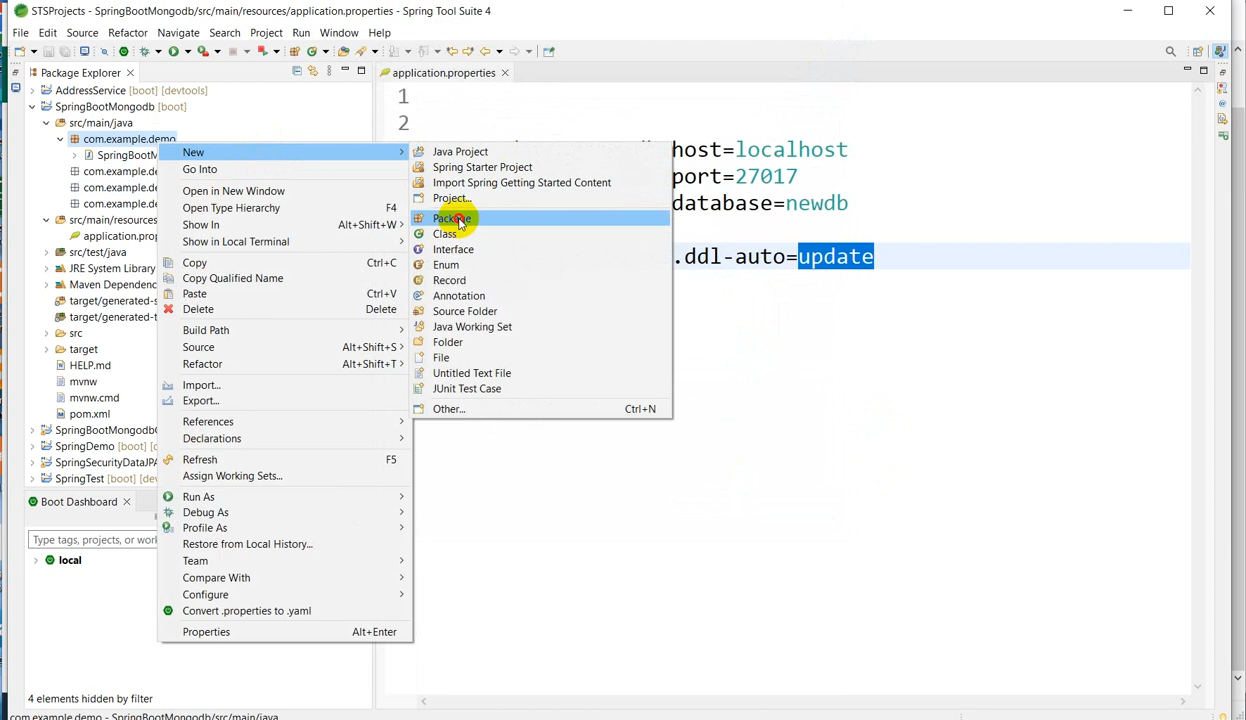 STSProjects - SpringBootMongodb/src/main/resources/application.properties - Spring Tool Suite 4
File Edit Source Refactor Navigate Search Project Run Window Help
Package Explorer
application.properties
AddressService [boot] [devtools]
SpringBootMongodb [boot]
src/main/java
com.example.demo
SpringBootM
com.example.de
com.example.de
com.example.de
src/main/resources
application.prop
src/test/java
JRE System Library
Maven Dependenc
target/generated-s
target/generated-t
src
target
HELP.md
mvnw
mvnw.cmd
pom.xml
SpringBootMongodb
SpringDemo [boot] [d
SpringSecurityDataJPA
SpringTest [boot] [dev
Boot Dashboard
Type tags, projects, or work
local
4 elements hidden by filter
com.example.demo - SpringBootMongodb/src/main/java
New
Go Into
Open in New Window
Open Type Hierarchy F4
Show In Alt+Shift+W
Show in Local Terminal
Copy Ctrl+C
Copy Qualified Name
Paste Ctrl+V
Delete Delete
Build Path
Source Alt+Shift+S
Refactor Alt+Shift+T
Import...
Export...
References
Declarations
Refresh F5
Assign Working Sets...
Run As
Debug As
Profile As
Restore from Local History...
Team
Compare With
Configure
Convert .properties to .yaml
Properties Alt+Enter
Java Project
Spring Starter Project
Import Spring Getting Started Content
Project...
Package
Class
Interface
Enum
Record
Annotation
Source Folder
Java Working Set
Folder
File
Untitled Text File
JUnit Test Case
Other... Ctrl+N
1
2
host=localhost
port=27017
database=newdb
.ddl-auto=update